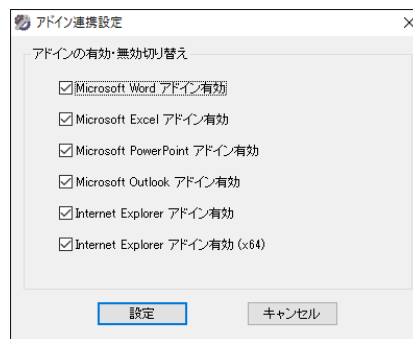 アドイン連携設定
アドインの有効・無効切り替え
Microsoft Word アドイン有効
Microsoft Excel アドイン有効
Microsoft PowerPoint アドイン有効
Microsoft Outlook アドイン有効
Internet Explorer アドイン有効
Internet Explorer アドイン有効 (x64)
設定
キャンセル